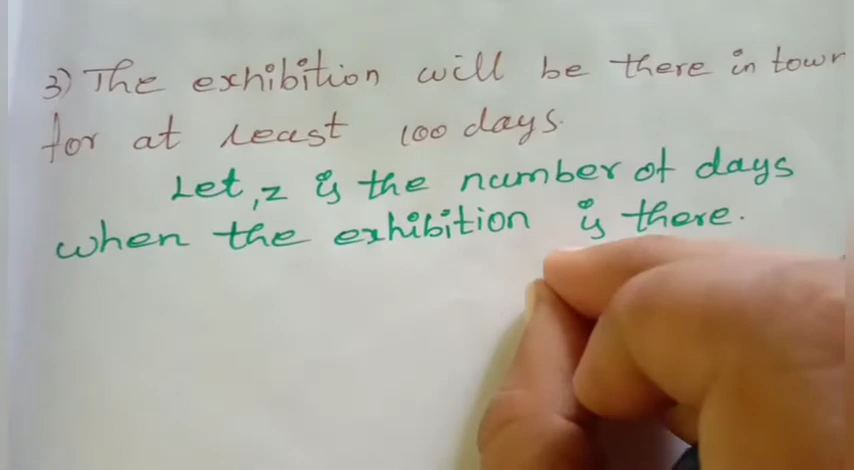 3) The exhibition will be there in town
for at least 100 days.
Let, z is the number of days
when the exhibition is there.